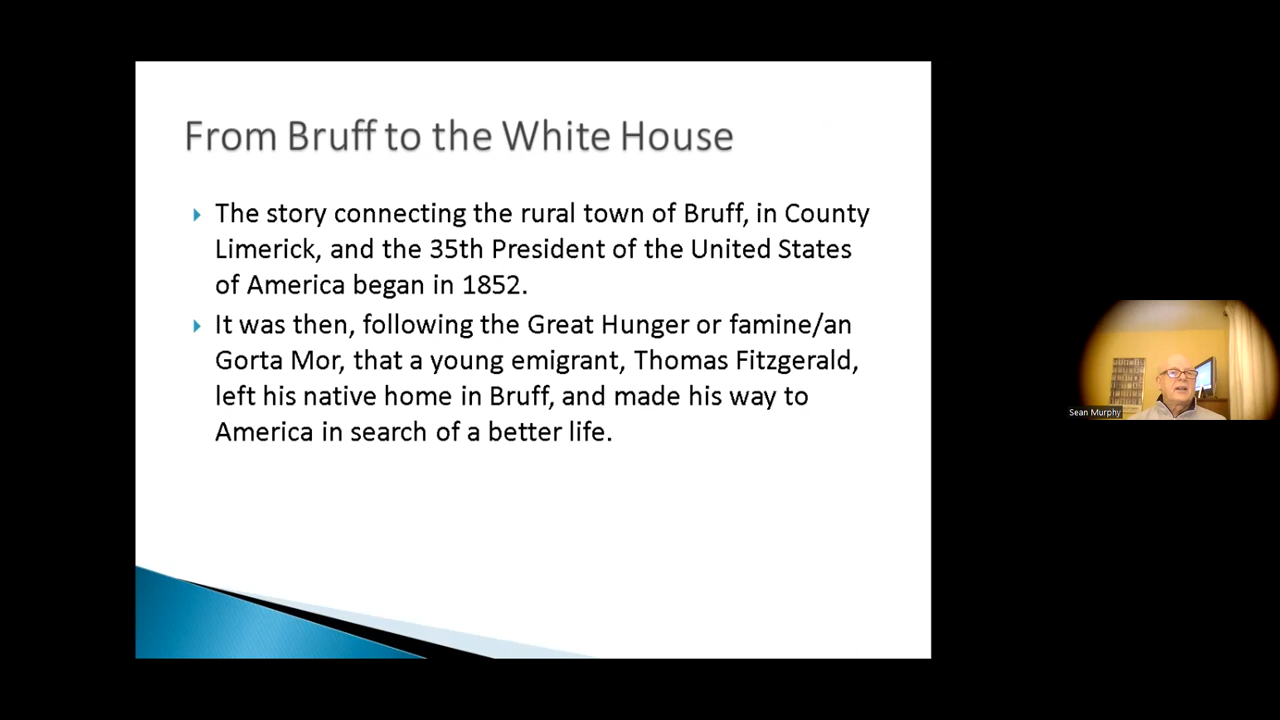 From Bruff to the White House
The story connecting the rural town of Bruff, in County
Limerick, and the 35th President of the United States
of America began in 1852.
It was then, following the Great Hunger or famine/an
Gorta Mor, that a young emigrant, Thomas Fitzgerald,
left his native home in Bruff, and made his way to
America in search of a better life.
Sean Murphy